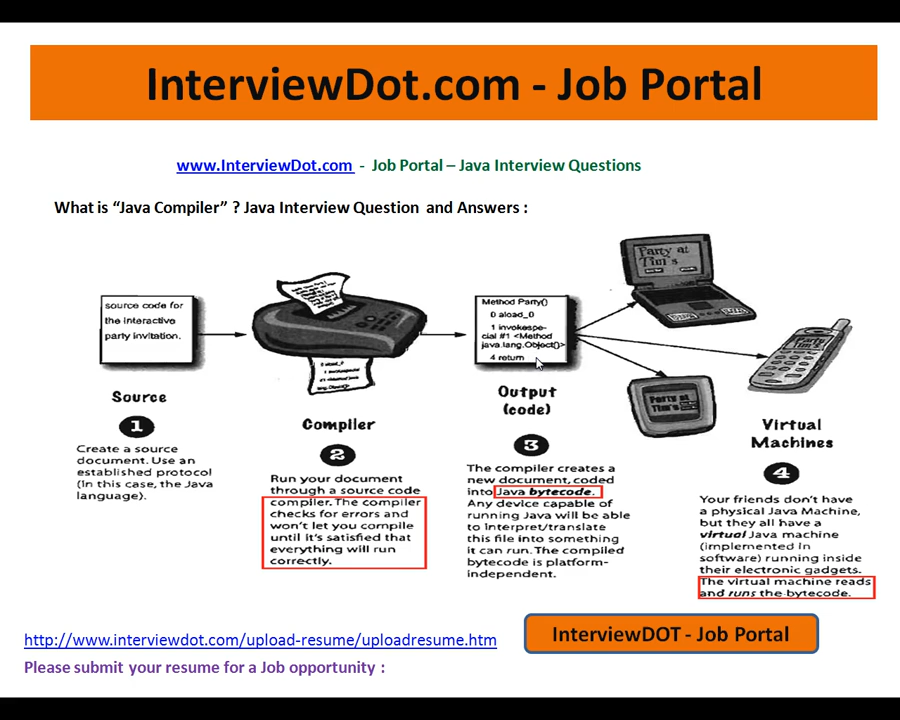 InterviewDot.com - Job Portal
www.InterviewDot.com - Job Portal – Java Interview Questions
What is “Java Compiler” ? Java Interview Question and Answers :
source code for
the interactive
party invitation.
Source
1
Create a source
document. Use an
established protocol
(in this case, the Java
language).
Compiler
2
Run your document
through a source code
compiler. The compiler
checks for errors and
won't let you compile
until it's satisfied that
everything will run
correctly.
Method Party()
0 aload_0
1 invokespe-
cial #1 <Method
java.lang.Object()>
4 return
Output
(code)
3
The compiler creates a
new document, coded
into Java bytecode.
Any device capable of
running Java will be able
to interpret/translate
this file into something
it can run. The compiled
bytecode is platform-
independent.
Party at
Tim's
Party at
Tim's
Party at
Tim's
Virtual
Machines
4
Your friends don't have
a physical Java Machine,
but they all have a
virtual Java machine
(implemented in
software) running inside
their electronic gadgets.
The virtual machine reads
and runs the bytecode.
http://www.interviewdot.com/upload-resume/uploadresume.htm
InterviewDOT - Job Portal
Please submit your resume for a Job opportunity :